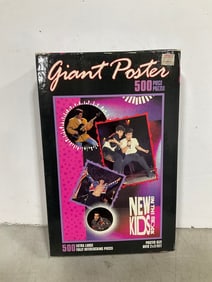 Giant Poster
500 PIECE
PUZZLE
NEW
KIDS
ON THE BLOCK
500 EXTRA LARGE
FULLY INTERLOCKING PIECES